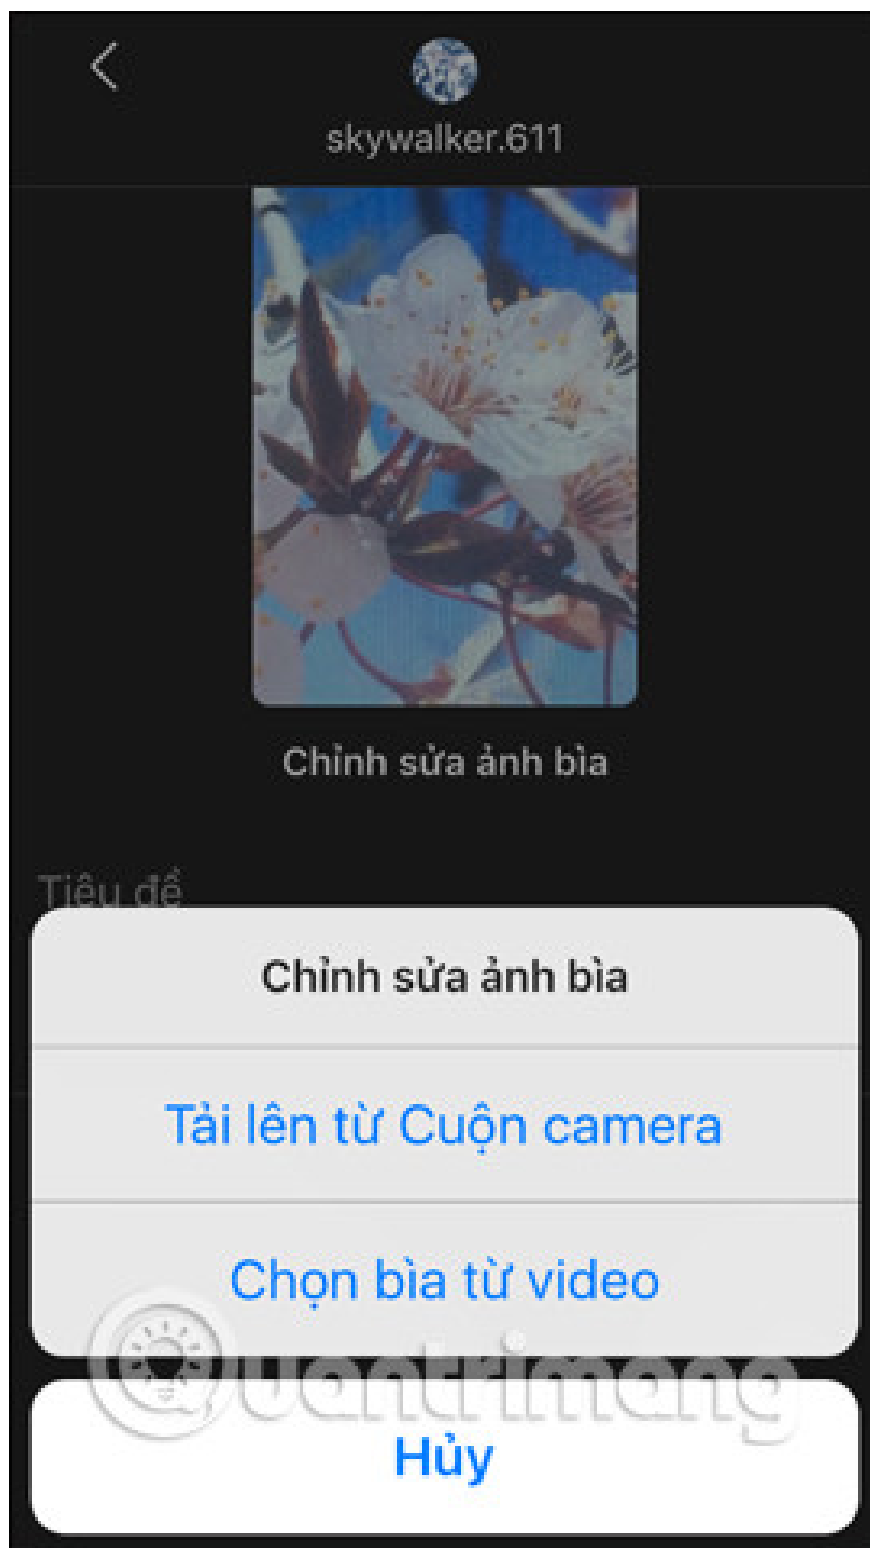 skywalker.611
Chỉnh sửa ảnh bìa
Tiêu đề
Chỉnh sửa ảnh bìa
Tải lên từ Cuộn camera
Chọn bìa từ video
Quantrimang
Hủy